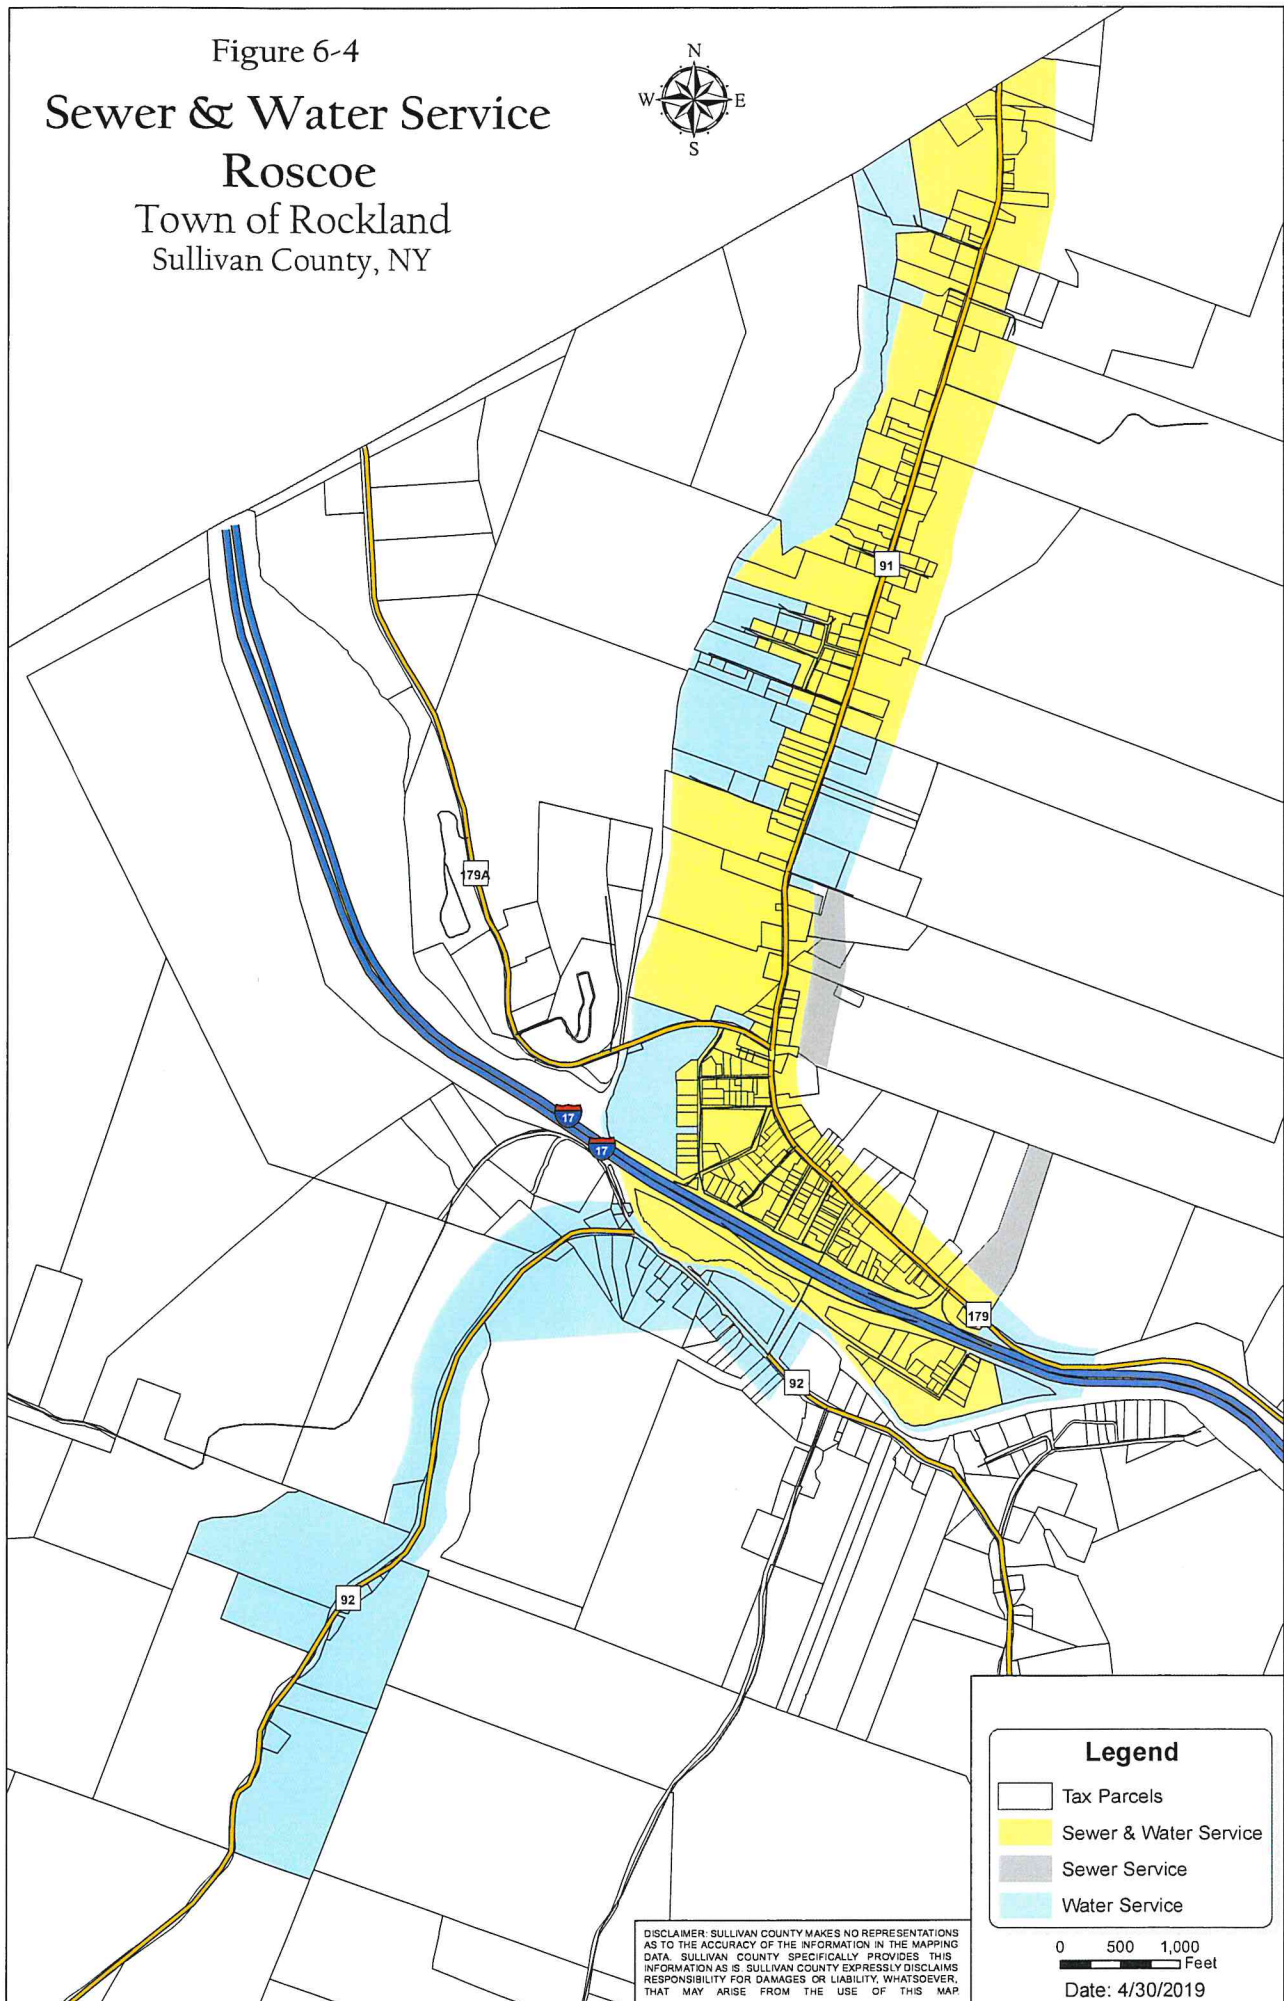 Figure 6-4
Sewer & Water Service
Roscoe
Town of Rockland
Sullivan County, NY
N
W E
S
91
179A
17
17
179
92
92
Legend
Tax Parcels
Sewer & Water Service
Sewer Service
Water Service
0 500 1,000
Feet
Date: 4/30/2019
DISCLAIMER: SULLIVAN COUNTY MAKES NO REPRESENTATIONS
AS TO THE ACCURACY OF THE INFORMATION IN THE MAPPING
DATA. SULLIVAN COUNTY SPECIFICALLY PROVIDES THIS
INFORMATION AS IS. SULLIVAN COUNTY EXPRESSLY DISCLAIMS
RESPONSIBILITY FOR DAMAGES OR LIABILITY, WHATSOEVER,
THAT MAY ARISE FROM THE USE OF THIS MAP.